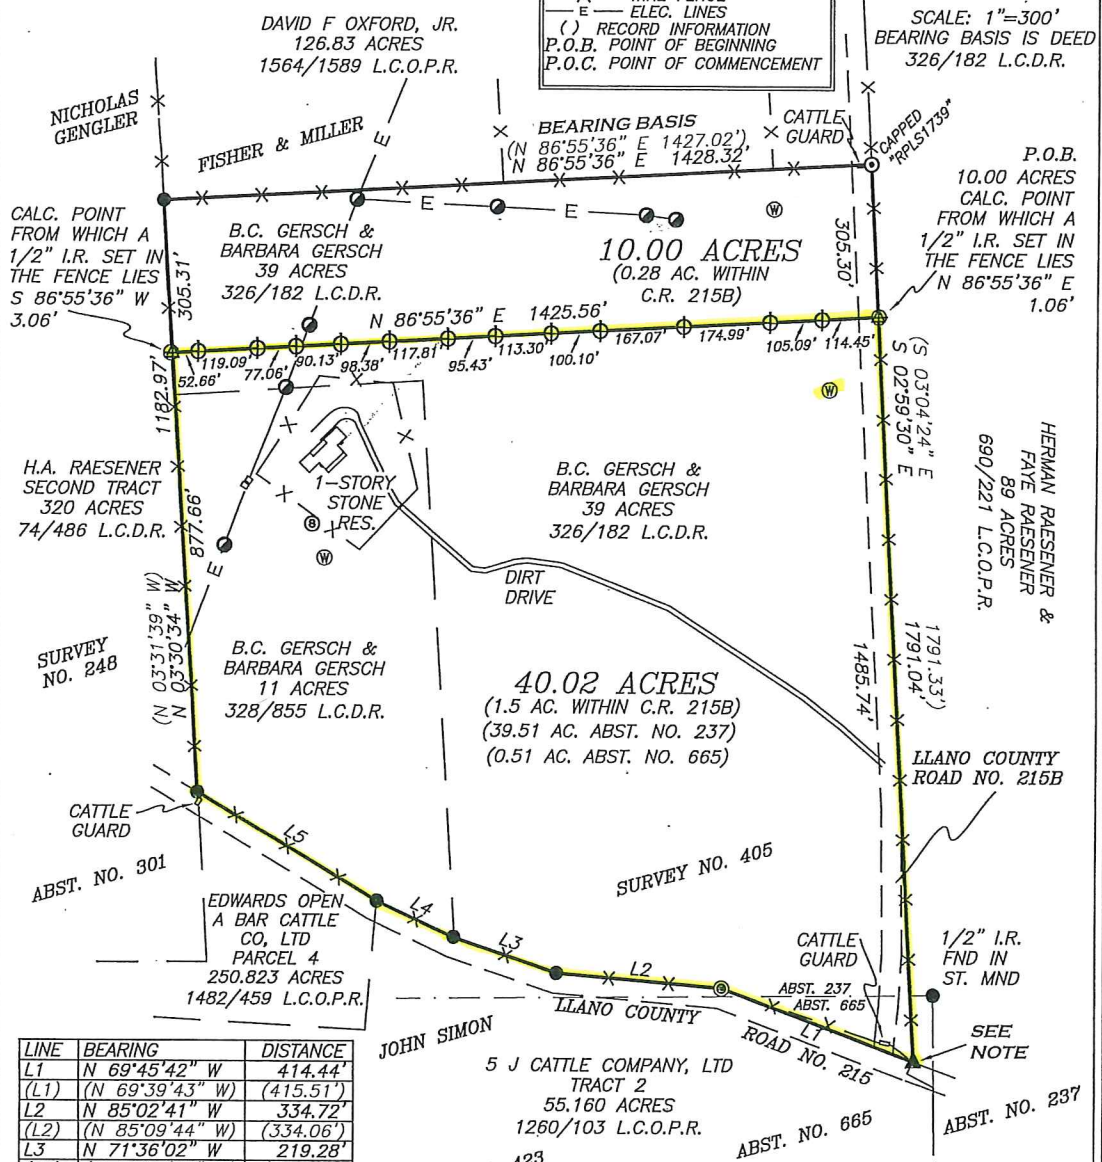 WIRE FENCE
— E — ELEC. LINES
( ) RECORD INFORMATION
P.O.B. POINT OF BEGINNING
P.O.C. POINT OF COMMENCEMENT
SCALE: 1"=300'
BEARING BASIS IS DEED
326/182 L.C.D.R.
DAVID F OXFORD, JR.
126.83 ACRES
1564/1589 L.C.O.P.R.
NICHOLAS
GENGLER
FISHER & MILLER
E
BEARING BASIS
(N 86°55'36" E 1427.02')
N 86°55'36" E 1428.32'
CATTLE
GUARD
CAPPED
"RPLS1739"
P.O.B.
10.00 ACRES
CALC. POINT
FROM WHICH A
1/2" I.R. SET IN
THE FENCE LIES
N 86°55'36" E
1.06'
CALC. POINT
FROM WHICH A
1/2" I.R. SET IN
THE FENCE LIES
S 86°55'36" W
3.06'
305.31'
B.C. GERSCH &
BARBARA GERSCH
39 ACRES
326/182 L.C.D.R.
E
E
W
10.00 ACRES
(0.28 AC. WITHIN
C.R. 215B)
305.30'
N 86°55'36" E 1425.56'
52.66'
119.09'
77.06'
90.13'
98.38'
117.81'
95.43'
113.30'
100.10'
167.07'
174.99'
105.09'
114.45'
W
1182.97'
877.66'
(N 03°31'39" W)
N 03°30'34" W
(S 03°04'24" E
S 02°59'30" E
1791.33')
1791.04'
1485.74'
HERMAN RAESENER &
FAYE RAESENER
89 ACRES
690/221 L.C.O.P.R.
H.A. RAESENER
SECOND TRACT
320 ACRES
74/486 L.C.D.R.
1-STORY
STONE
RES.
W
B.C. GERSCH &
BARBARA GERSCH
39 ACRES
326/182 L.C.D.R.
DIRT
DRIVE
E
SURVEY
NO. 248
B.C. GERSCH &
BARBARA GERSCH
11 ACRES
328/855 L.C.D.R.
40.02 ACRES
(1.5 AC. WITHIN C.R. 215B)
(39.51 AC. ABST. NO. 237)
(0.51 AC. ABST. NO. 665)
LLANO COUNTY
ROAD NO. 215B
CATTLE
GUARD
L5
L4
L3
L2
L1
ABST. NO. 301
SURVEY NO. 405
EDWARDS OPEN
A BAR CATTLE
CO, LTD
PARCEL 4
250.823 ACRES
1482/459 L.C.O.P.R.
CATTLE
GUARD
1/2" I.R.
FND IN
ST. MND
ABST. 237
ABST. 665
LLANO COUNTY
ROAD NO. 215
JOHN SIMON
SEE
NOTE
5 J CATTLE COMPANY, LTD
TRACT 2
55.160 ACRES
1260/103 L.C.O.P.R.
ABST. NO. 665
ABST. NO. 237
423
LINE BEARING DISTANCE
L1 N 69°45'42" W 414.44'
(L1) (N 69°39'43" W) (415.51')
L2 N 85°02'41" W 334.72'
(L2) (N 85°09'44" W) (334.06')
L3 N 71°36'02" W 219.28'